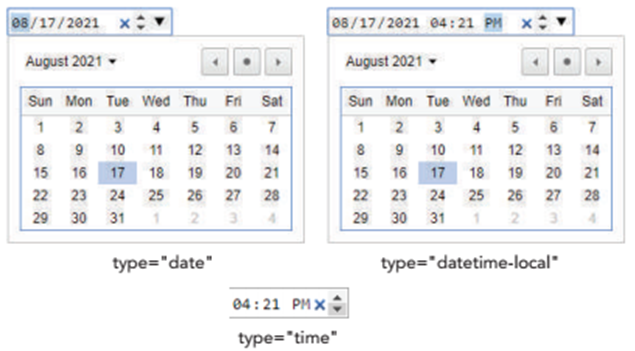 08/17/2021
August 2021
Sun Mon Tue Wed Thu Fri Sat
1 2 3 4 5 6 7
8 9 10 11 12 13 14
15 16 17 18 19 20 21
22 23 24 25 26 27 28
29 30 31 1 2 3 4
type="date"
08/17/2021 04:21 PM
August 2021
Sun Mon Tue Wed Thu Fri Sat
1 2 3 4 5 6 7
8 9 10 11 12 13 14
15 16 17 18 19 20 21
22 23 24 25 26 27 28
29 30 31 1 2 3 4
type="datetime-local"
04:21 PM
type="time"